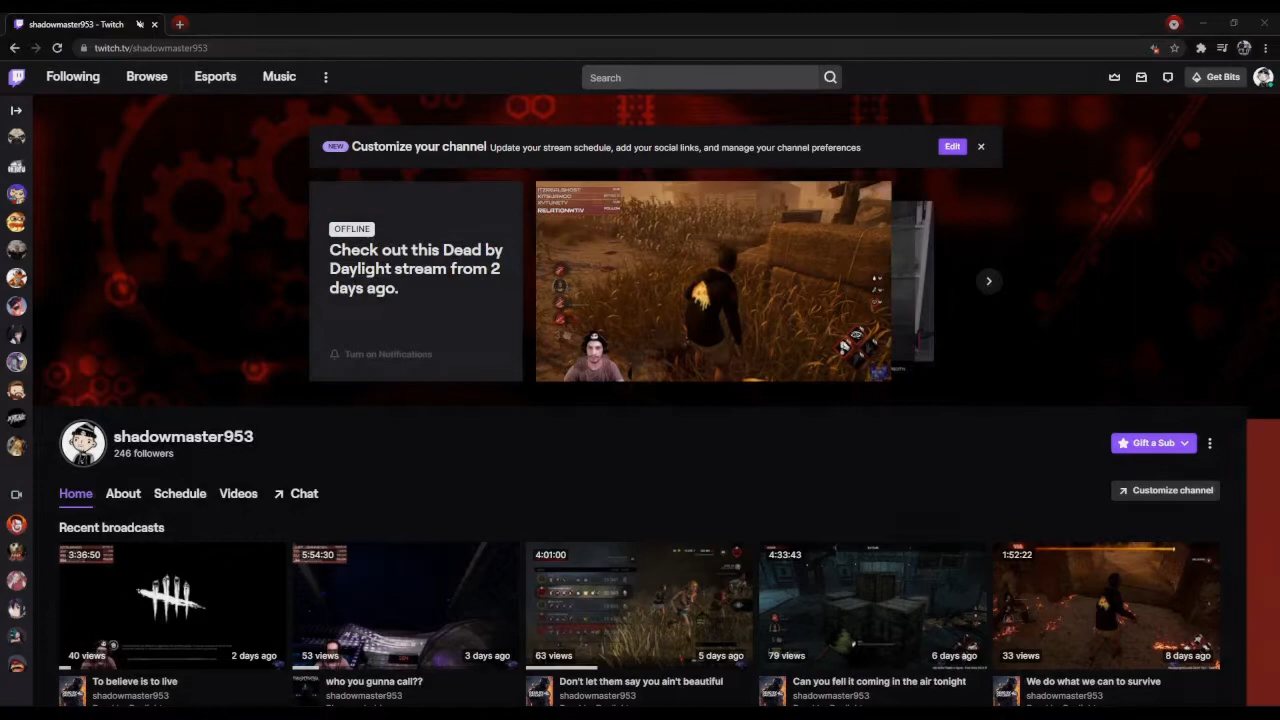 shadowmaster953 - Twitch
twitch.tv/shadowmaster953
Following Browse Esports Music Search Get Bits
NEW Customize your channel Update your stream schedule, add your social links, and manage your channel preferences Edit
OFFLINE
Check out this Dead by
Daylight stream from 2
days ago.
Turn on Notifications
RELATIONWTIV
shadowmaster953
246 followers
Gift a Sub
Home About Schedule Videos Chat
Customize channel
Recent broadcasts
3:36:50 5:54:30 4:01:00 4:33:43 1:52:22
40 views 2 days ago 53 views 3 days ago 63 views 5 days ago 79 views 6 days ago 33 views 8 days ago
To believe is to live who you gunna call?? Don't let them say you ain't beautiful Can you fell it coming in the air tonight We do what we can to survive
shadowmaster953 shadowmaster953 shadowmaster953 shadowmaster953 shadowmaster953